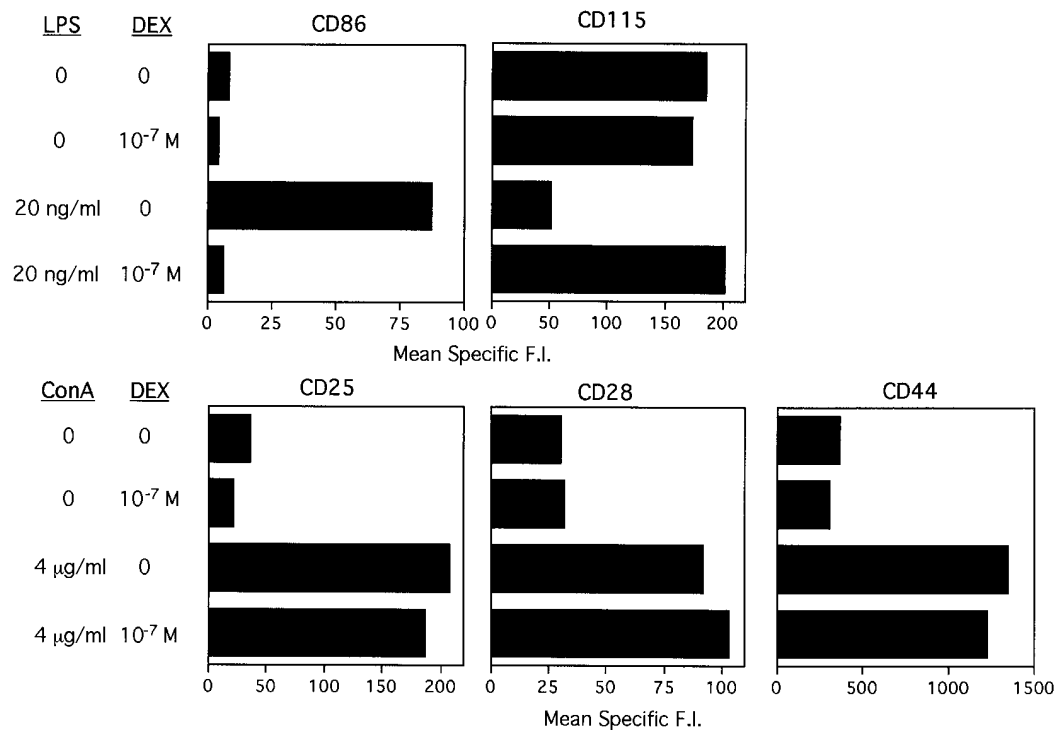 LPS DEX CD86 CD115
0 0
0 10⁻⁷ M
20 ng/ml 0
20 ng/ml 10⁻⁷ M
0 25 50 75 100 0 50 100 150 200
Mean Specific F.I.
ConA DEX CD25 CD28 CD44
0 0
0 10⁻⁷ M
4 µg/ml 0
4 µg/ml 10⁻⁷ M
0 50 100 150 200 0 25 50 75 100 0 500 1000 1500
Mean Specific F.I.